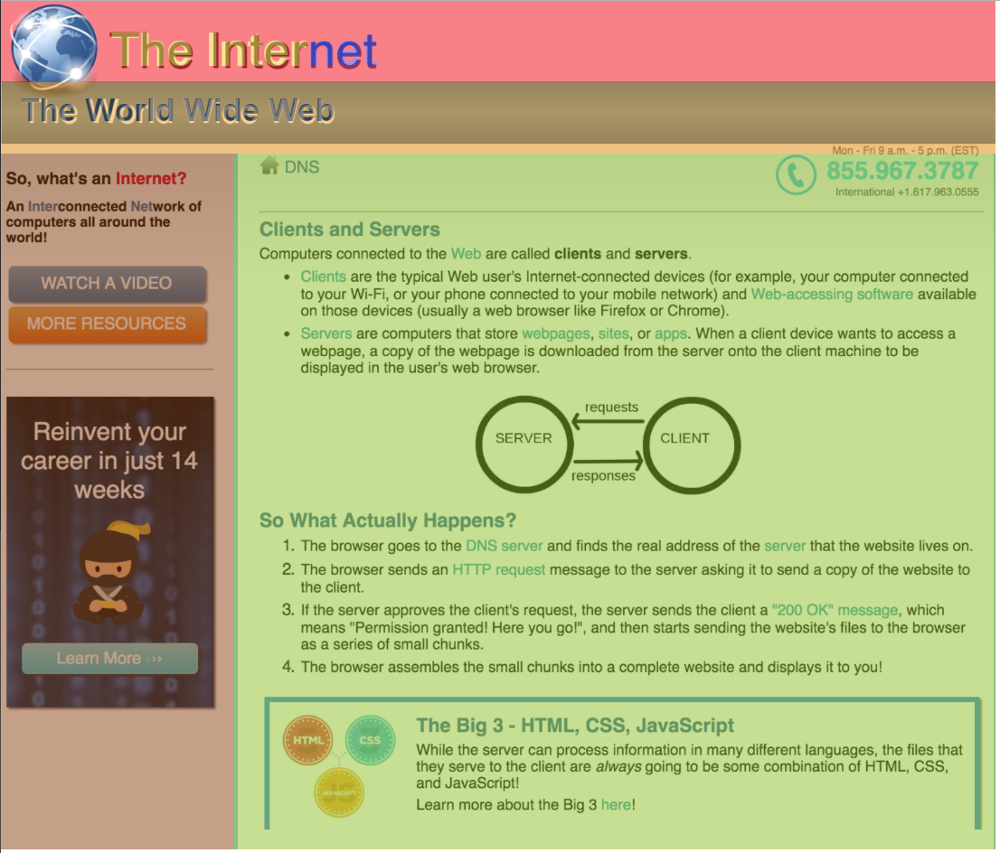 The Internet
The World Wide Web
So, what's an Internet?
An Interconnected Network of
computers all around the
world!
WATCH A VIDEO
MORE RESOURCES
Reinvent your
career in just 14
weeks
Learn More ›››
DNS
Mon - Fri 9 a.m. - 5 p.m. (EST)
855.967.3787
International +1.617.963.0555
Clients and Servers
Computers connected to the Web are called clients and servers.
• Clients are the typical Web user's Internet-connected devices (for example, your computer connected
to your Wi-Fi, or your phone connected to your mobile network) and Web-accessing software available
on those devices (usually a web browser like Firefox or Chrome).
• Servers are computers that store webpages, sites, or apps. When a client device wants to access a
webpage, a copy of the webpage is downloaded from the server onto the client machine to be
displayed in the user's web browser.
requests
SERVER
CLIENT
responses
So What Actually Happens?
1. The browser goes to the DNS server and finds the real address of the server that the website lives on.
2. The browser sends an HTTP request message to the server asking it to send a copy of the website to
the client.
3. If the server approves the client's request, the server sends the client a "200 OK" message, which
means "Permission granted! Here you go!", and then starts sending the website's files to the browser
as a series of small chunks.
4. The browser assembles the small chunks into a complete website and displays it to you!
HTML
CSS
JAVASCRIPT
The Big 3 - HTML, CSS, JavaScript
While the server can process information in many different languages, the files that
they serve to the client are always going to be some combination of HTML, CSS,
and JavaScript!
Learn more about the Big 3 here!